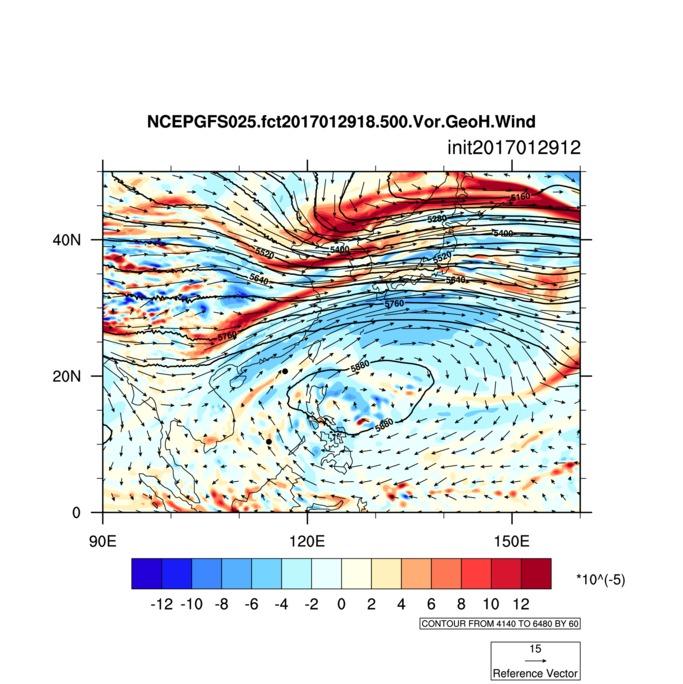 NCEPGFS025.fct2017012918.500.Vor.GeoH.Wind
init2017012912
5160
5280
5400
5400
5520
5520
5640
5640
5760
5760
5880
5880
40N
20N
0
90E 120E 150E
-12 -10 -8 -6 -4 -2 0 2 4 6 8 10 12
*10^(-5)
CONTOUR FROM 4140 TO 6480 BY 60
15
Reference Vector